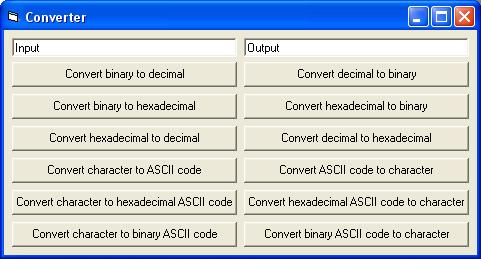 Converter
Input Output
Convert binary to decimal Convert decimal to binary
Convert binary to hexadecimal Convert hexadecimal to binary
Convert hexadecimal to decimal Convert decimal to hexadecimal
Convert character to ASCII code Convert ASCII code to character
Convert character to hexadecimal ASCII code Convert hexadecimal ASCII code to character
Convert character to binary ASCII code Convert binary ASCII code to character